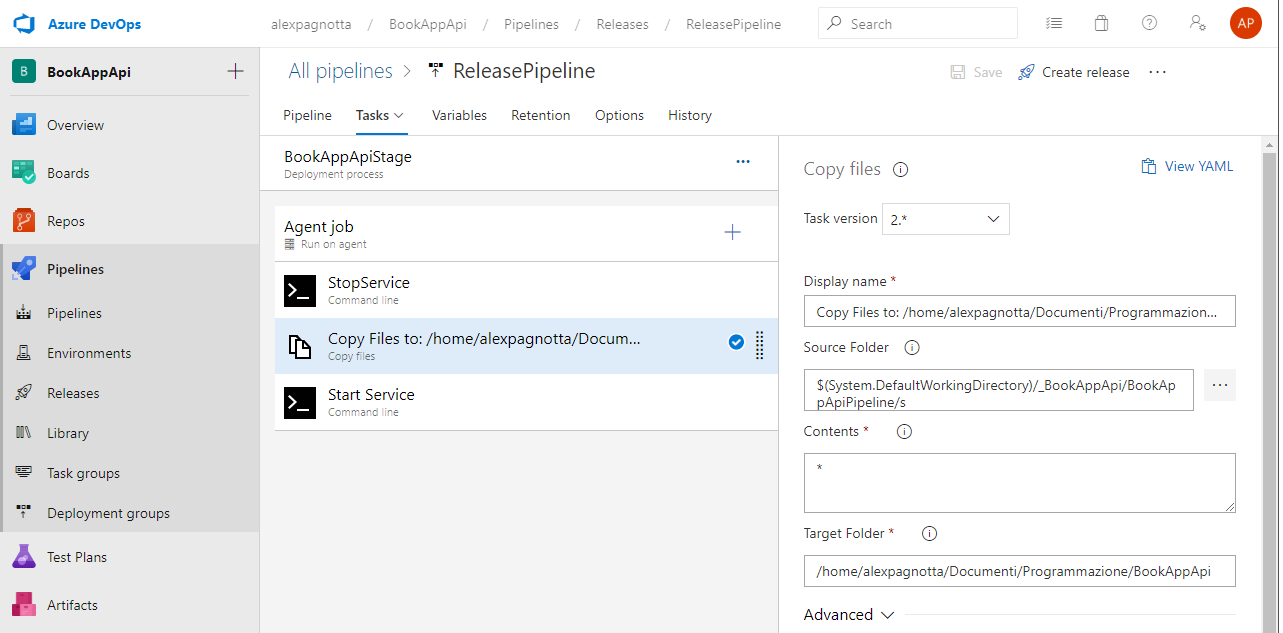 Azure DevOps
alexpagnotta / BookAppApi / Pipelines / Releases / ReleasePipeline
Search
AP
B BookAppApi
Overview
Boards
Repos
Pipelines
Pipelines
Environments
Releases
Library
Task groups
Deployment groups
Test Plans
Artifacts
All pipelines > ReleasePipeline
Save Create release ...
Pipeline Tasks Variables Retention Options History
BookAppApiStage
Deployment process
Agent job
Run on agent
StopService
Command line
Copy Files to: /home/alexpagnotta/Docum...
Copy files
Start Service
Command line
Copy files
View YAML
Task version 2.*
Display name *
Copy Files to: /home/alexpagnotta/Documenti/Programmazion...
Source Folder
$(System.DefaultWorkingDirectory)/_BookAppApi/BookAp
pApiPipeline/s
Contents *
*
Target Folder *
/home/alexpagnotta/Documenti/Programmazione/BookAppApi
Advanced